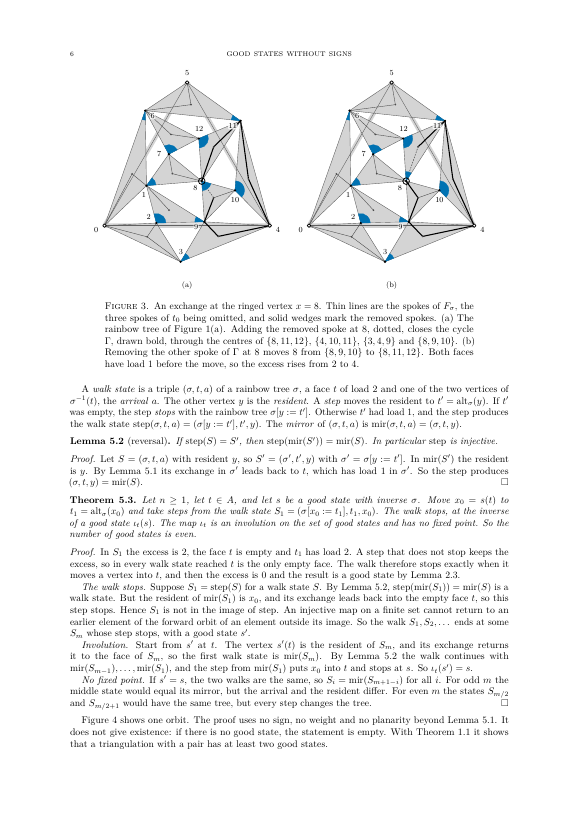 6
GOOD STATES WITHOUT SIGNS
5
6
12
11
7
8
1
10
2
9
0
4
3
(a)
5
6
12
11
7
8
1
10
2
9
0
4
3
(b)
FIGURE 3. An exchange at the ringed vertex x = 8. Thin lines are the spokes of F_σ, the
three spokes of t₀ being omitted, and solid wedges mark the removed spokes. (a) The
rainbow tree of Figure 1(a). Adding the removed spoke at 8, dotted, closes the cycle
Γ, drawn bold, through the centres of {8, 11, 12}, {4, 10, 11}, {3, 4, 9} and {8, 9, 10}. (b)
Removing the other spoke of Γ at 8 moves 8 from {8, 9, 10} to {8, 11, 12}. Both faces
have load 1 before the move, so the excess rises from 2 to 4.
A walk state is a triple (σ, t, a) of a rainbow tree σ, a face t of load 2 and one of the two vertices of
σ⁻¹(t), the arrival a. The other vertex y is the resident. A step moves the resident to t′ = alt_σ(y). If t′
was empty, the step stops with the rainbow tree σ[y := t′]. Otherwise t′ had load 1, and the step produces
the walk state step(σ, t, a) = (σ[y := t′], t′, y). The mirror of (σ, t, a) is mir(σ, t, a) = (σ, t, y).
Lemma 5.2 (reversal). If step(S) = S′, then step(mir(S′)) = mir(S). In particular step is injective.
Proof. Let S = (σ, t, a) with resident y, so S′ = (σ′, t′, y) with σ′ = σ[y := t′]. In mir(S′) the resident
is y. By Lemma 5.1 its exchange in σ′ leads back to t, which has load 1 in σ′. So the step produces
(σ, t, y) = mir(S). □
Theorem 5.3. Let n ≥ 1, let t ∈ A, and let s be a good state with inverse σ. Move x₀ = s(t) to
t₁ = alt_σ(x₀) and take steps from the walk state S₁ = (σ[x₀ := t₁], t₁, x₀). The walk stops, at the inverse
of a good state ι_t(s). The map ι_t is an involution on the set of good states and has no fixed point. So the
number of good states is even.
Proof. In S₁ the excess is 2, the face t is empty and t₁ has load 2. A step that does not stop keeps the
excess, so in every walk state reached t is the only empty face. The walk therefore stops exactly when it
moves a vertex into t, and then the excess is 0 and the result is a good state by Lemma 2.3.
The walk stops. Suppose S₁ = step(S) for a walk state S. By Lemma 5.2, step(mir(S₁)) = mir(S) is a
walk state. But the resident of mir(S₁) is x₀, and its exchange leads back into the empty face t, so this
step stops. Hence S₁ is not in the image of step. An injective map on a finite set cannot return to an
earlier element of the forward orbit of an element outside its image. So the walk S₁, S₂, . . . ends at some
S_m whose step stops, with a good state s′.
Involution. Start from s′ at t. The vertex s′(t) is the resident of S_m, and its exchange returns
it to the face of S_m, so the first walk state is mir(S_m). By Lemma 5.2 the walk continues with
mir(S_{m−1}), . . . , mir(S₁), and the step from mir(S₁) puts x₀ into t and stops at s. So ι_t(s′) = s.
No fixed point. If s′ = s, the two walks are the same, so S_i = mir(S_{m+1−i}) for all i. For odd m the
middle state would equal its mirror, but the arrival and the resident differ. For even m the states S_{m/2}
and S_{m/2+1} would have the same tree, but every step changes the tree. □
Figure 4 shows one orbit. The proof uses no sign, no weight and no planarity beyond Lemma 5.1. It
does not give existence: if there is no good state, the statement is empty. With Theorem 1.1 it shows
that a triangulation with a pair has at least two good states.